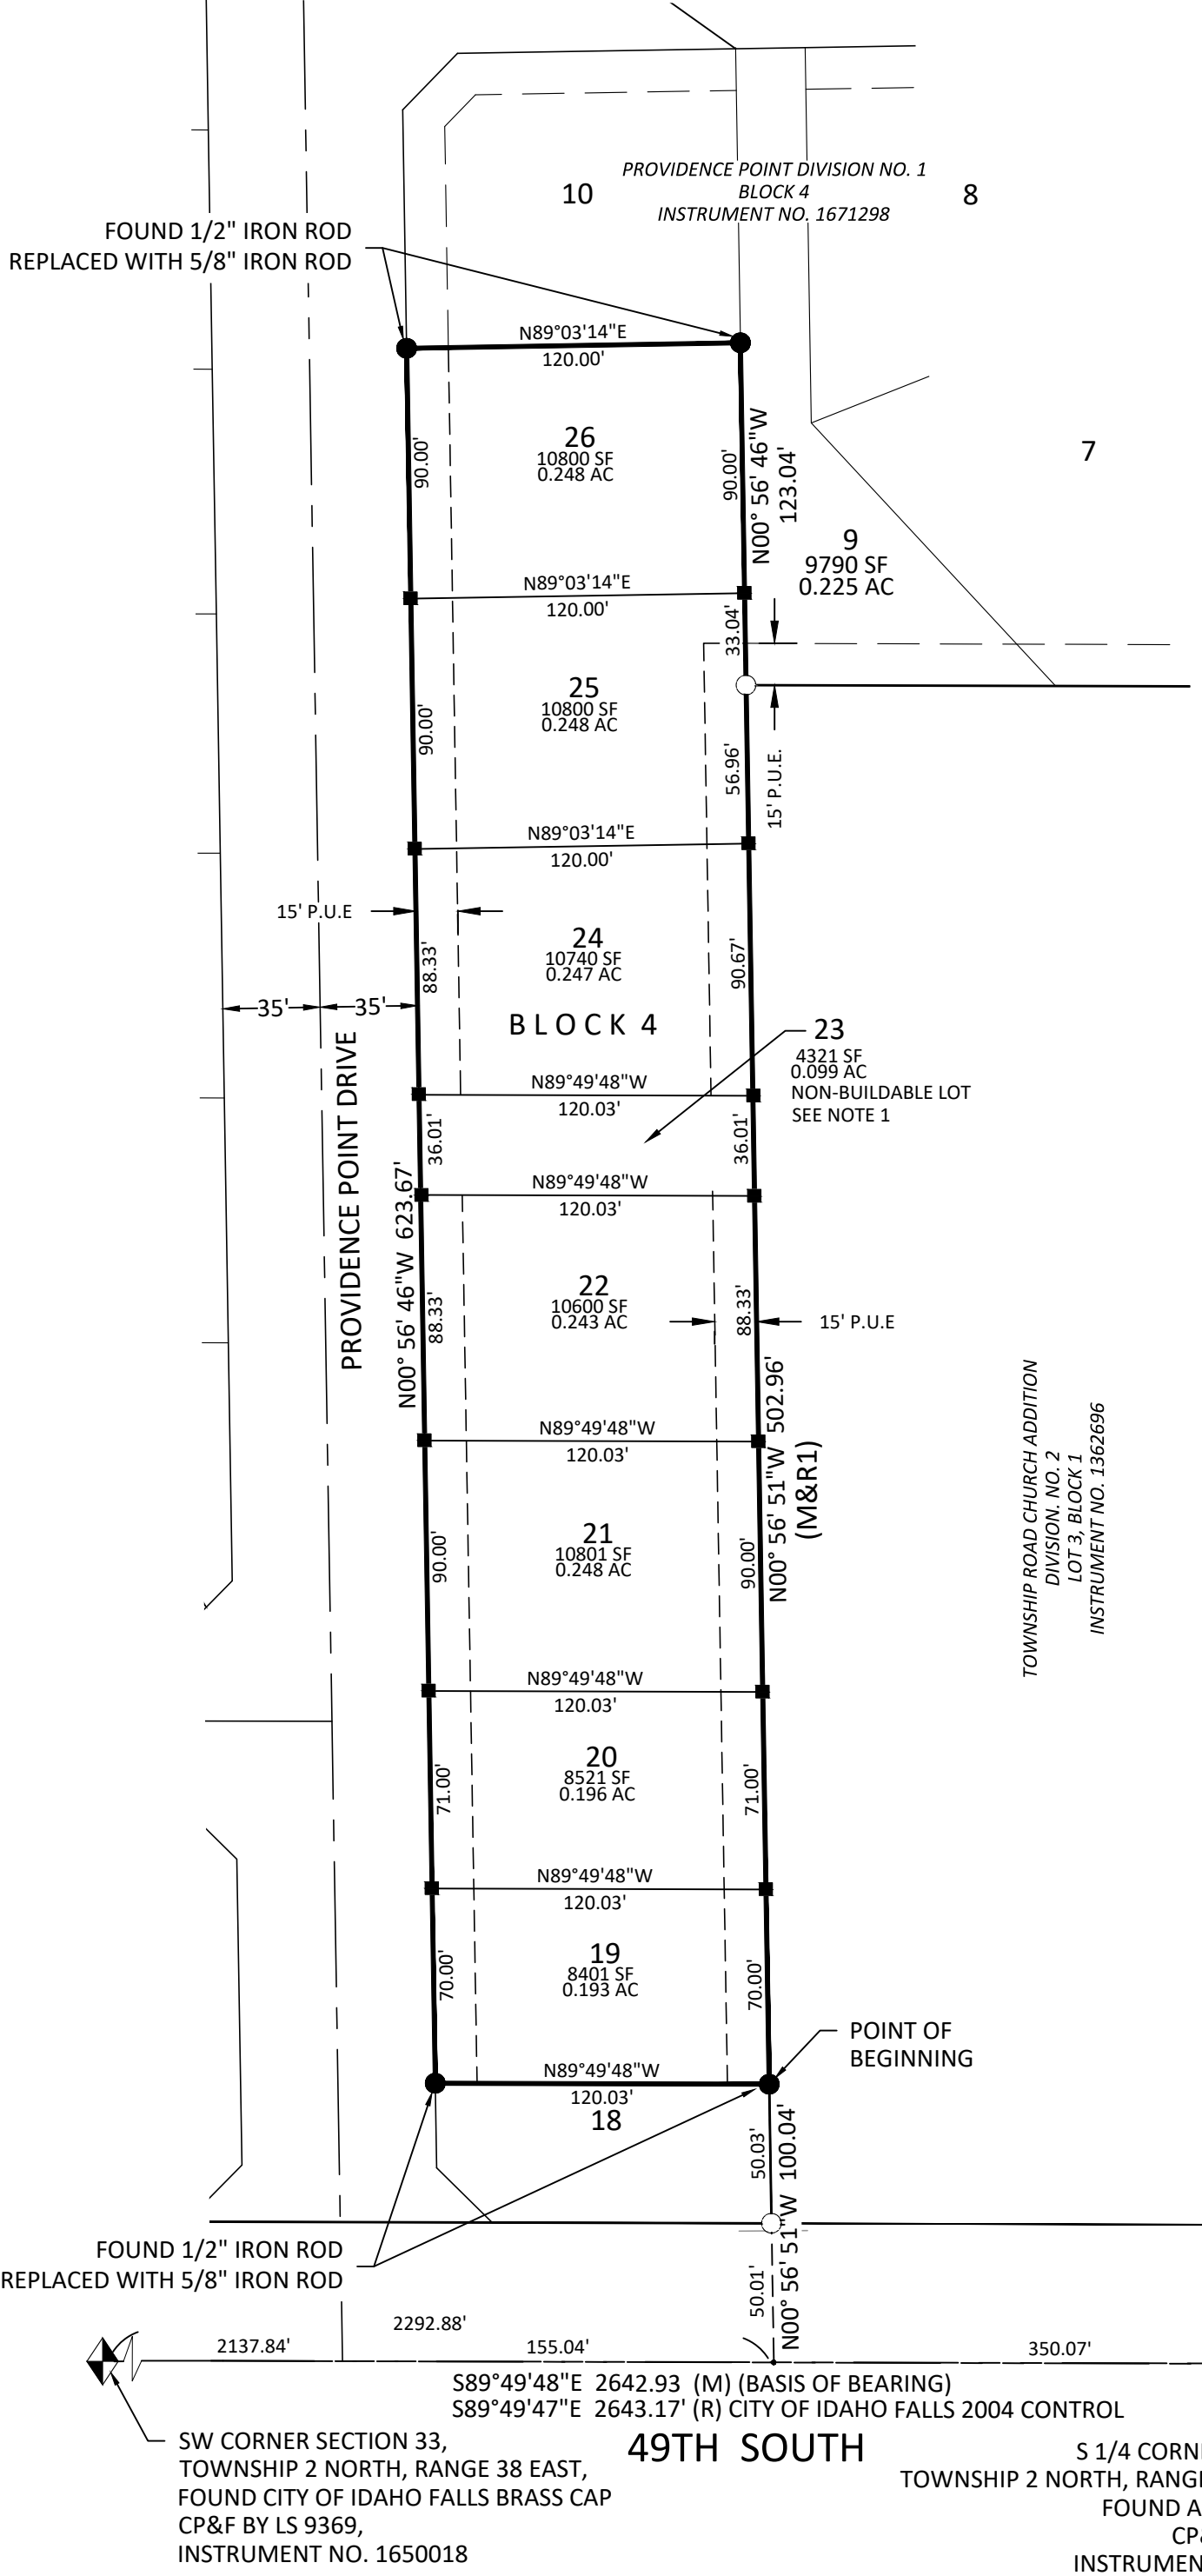 PROVIDENCE POINT DIVISION NO. 1
BLOCK 4
INSTRUMENT NO. 1671298
10
8
FOUND 1/2" IRON ROD
REPLACED WITH 5/8" IRON ROD
N89°03'14"E
120.00'
26
10800 SF
0.248 AC
90.00'
90.00'
N00° 56' 46"W
123.04'
7
9
9790 SF
0.225 AC
N89°03'14"E
120.00'
33.04'
25
10800 SF
0.248 AC
90.00'
56.96'
15' P.U.E.
N89°03'14"E
120.00'
15' P.U.E
24
10740 SF
0.247 AC
88.33'
90.67'
35'
35'
BLOCK 4
23
4321 SF
0.099 AC
NON-BUILDABLE LOT
SEE NOTE 1
PROVIDENCE POINT DRIVE
N89°49'48"W
120.03'
36.01'
36.01'
N00° 56' 46"W 623.67'
N89°49'48"W
120.03'
22
10600 SF
0.243 AC
88.33'
88.33'
15' P.U.E
N00° 56' 51"W 502.96'
(M&R1)
TOWNSHIP ROAD CHURCH ADDITION
DIVISION. NO. 2
LOT 3, BLOCK 1
INSTRUMENT NO. 1362696
N89°49'48"W
120.03'
21
10801 SF
0.248 AC
90.00'
90.00'
N89°49'48"W
120.03'
20
8521 SF
0.196 AC
71.00'
71.00'
N89°49'48"W
120.03'
19
8401 SF
0.193 AC
70.00'
70.00'
POINT OF
BEGINNING
N89°49'48"W
120.03'
18
50.03'
N00° 56' 51"W 100.04'
FOUND 1/2" IRON ROD
REPLACED WITH 5/8" IRON ROD
50.01'
2292.88'
2137.84'
155.04'
350.07'
S89°49'48"E 2642.93 (M) (BASIS OF BEARING)
S89°49'47"E 2643.17' (R) CITY OF IDAHO FALLS 2004 CONTROL
49TH SOUTH
SW CORNER SECTION 33,
TOWNSHIP 2 NORTH, RANGE 38 EAST,
FOUND CITY OF IDAHO FALLS BRASS CAP
CP&F BY LS 9369,
INSTRUMENT NO. 1650018
S 1/4 CORN
TOWNSHIP 2 NORTH, RANGE
FOUND A
CP&
INSTRUMEN